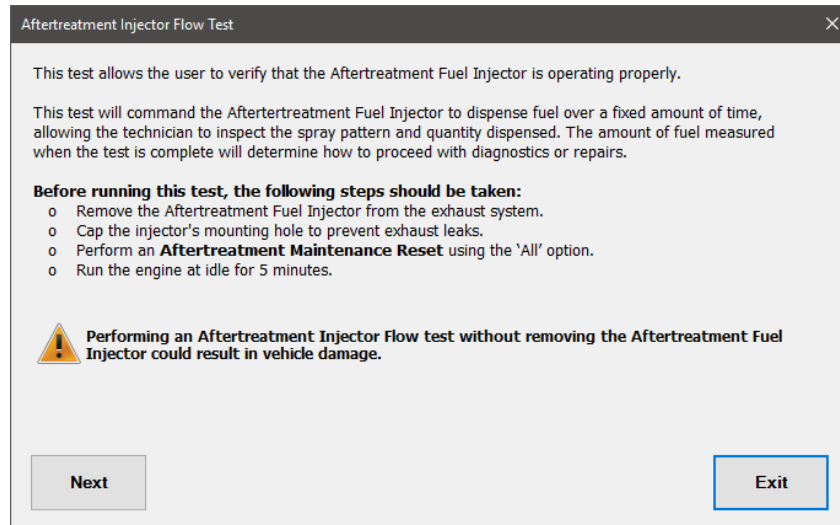 Aftertreatment Injector Flow Test
This test allows the user to verify that the Aftertreatment Fuel Injector is operating properly.
This test will command the Aftertertreatment Fuel Injector to dispense fuel over a fixed amount of time,
allowing the technician to inspect the spray pattern and quantity dispensed. The amount of fuel measured
when the test is complete will determine how to proceed with diagnostics or repairs.
Before running this test, the following steps should be taken:
o Remove the Aftertreatment Fuel Injector from the exhaust system.
o Cap the injector's mounting hole to prevent exhaust leaks.
o Perform an Aftertreatment Maintenance Reset using the ‘All’ option.
o Run the engine at idle for 5 minutes.
Performing an Aftertreatment Injector Flow test without removing the Aftertreatment Fuel
Injector could result in vehicle damage.
Next
Exit